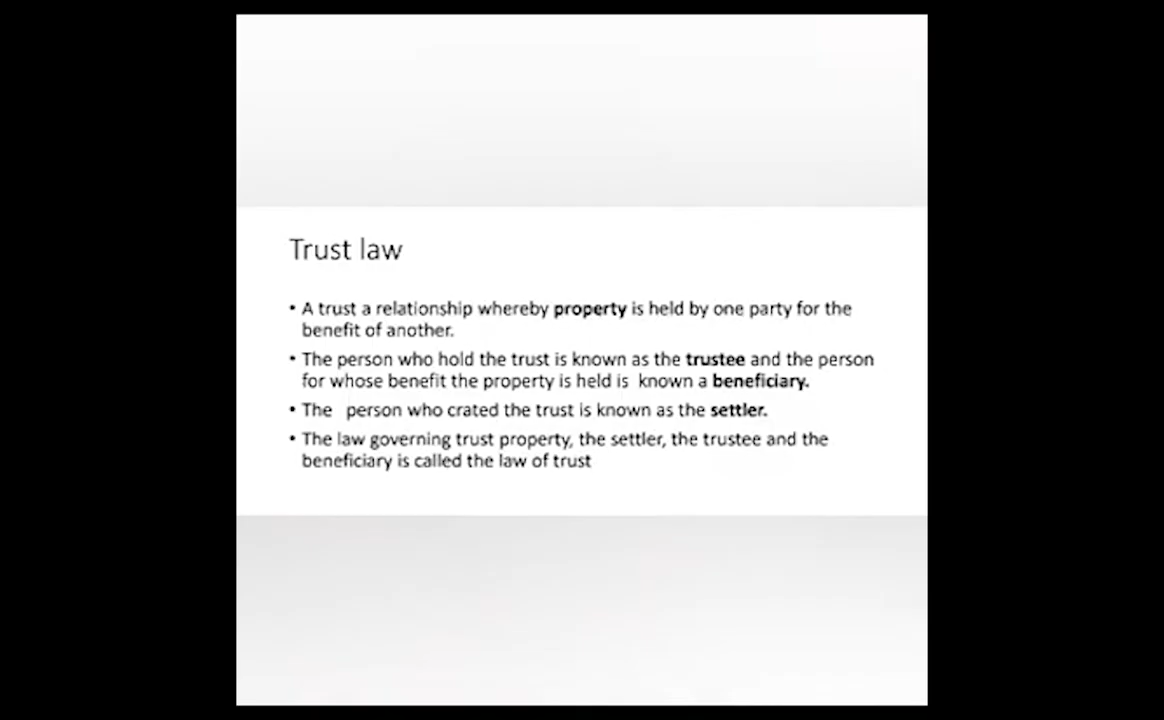 Trust law
• A trust a relationship whereby property is held by one party for the
benefit of another.
• The person who hold the trust is known as the trustee and the person
for whose benefit the property is held is  known a beneficiary.
• The   person who crated the trust is known as the settler.
• The law governing trust property, the settler, the trustee and the
beneficiary is called the law of trust